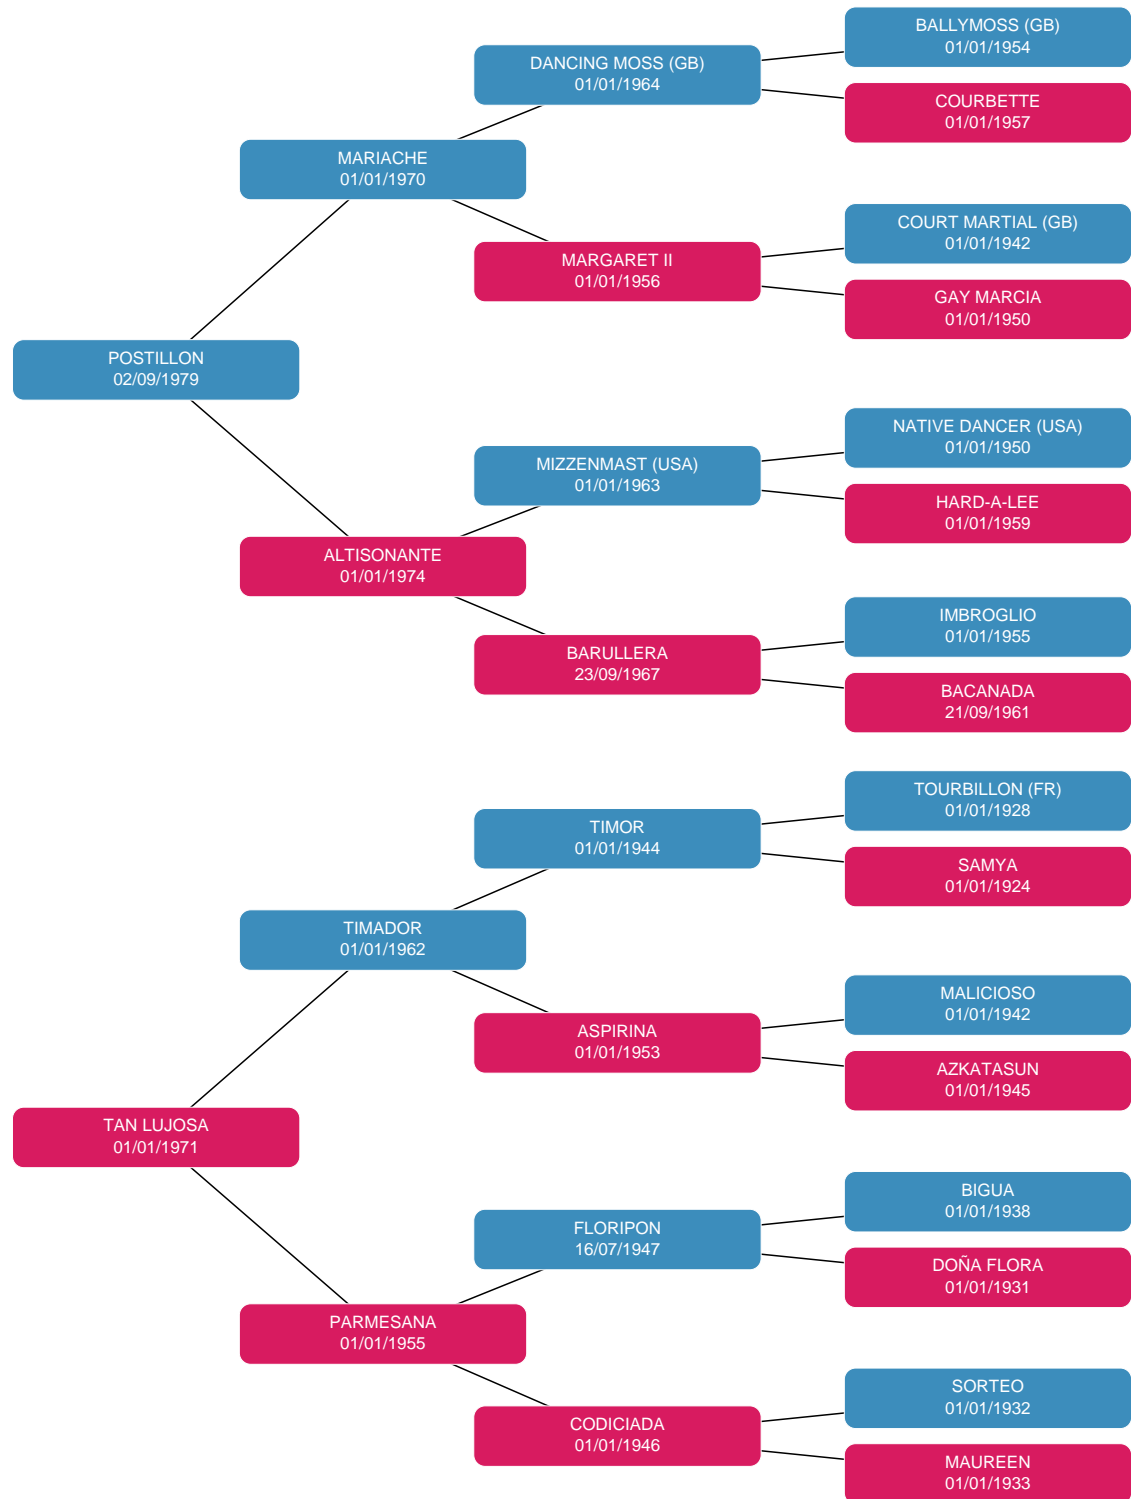 BALLYMOSS (GB)
01/01/1954
DANCING MOSS (GB)
01/01/1964
COURBETTE
01/01/1957
MARIACHE
01/01/1970
COURT MARTIAL (GB)
01/01/1942
MARGARET II
01/01/1956
GAY MARCIA
01/01/1950
POSTILLON
02/09/1979
NATIVE DANCER (USA)
01/01/1950
MIZZENMAST (USA)
01/01/1963
HARD-A-LEE
01/01/1959
ALTISONANTE
01/01/1974
IMBROGLIO
01/01/1955
BARULLERA
23/09/1967
BACANADA
21/09/1961
TOURBILLON (FR)
01/01/1928
TIMOR
01/01/1944
SAMYA
01/01/1924
TIMADOR
01/01/1962
MALICIOSO
01/01/1942
ASPIRINA
01/01/1953
AZKATASUN
01/01/1945
TAN LUJOSA
01/01/1971
BIGUA
01/01/1938
FLORIPON
16/07/1947
DOÑA FLORA
01/01/1931
PARMESANA
01/01/1955
SORTEO
01/01/1932
CODICIADA
01/01/1946
MAUREEN
01/01/1933